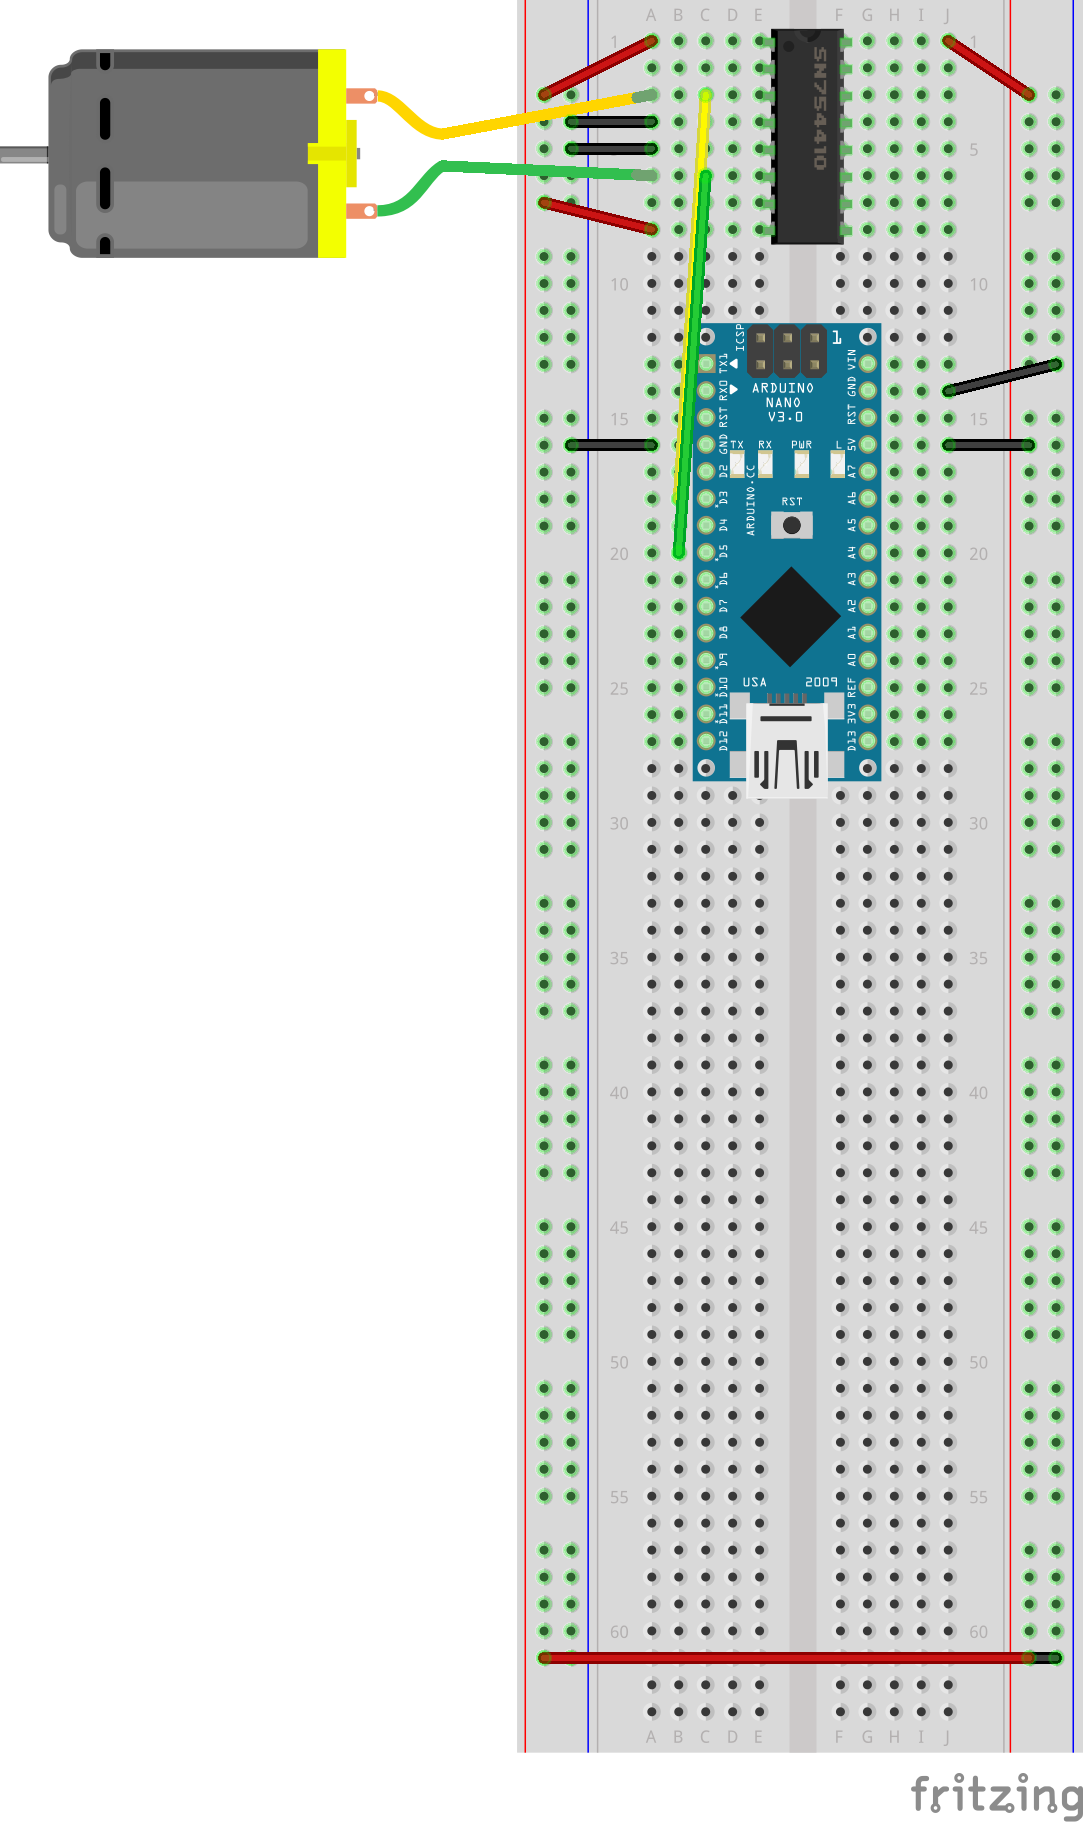 A B C D E F G H I J
1 1
SN754410
5 5
10 10
ICSP
1
TX1 VIN
RX0 GND
ARDUINO
NANO
V3.0
15 RST RST 15
GND TX RX PWR L 5V
D2 A7
D3 A6
ARDUINO.CC
RST
D4 A5
20 D5 A4 20
D6 A3
D7 A2
D8 A1
D9 A0
USA 2009
25 D10 REF 25
D11 3V3
D12 D13
30 30
35 35
40 40
45 45
50 50
55 55
60 60
A B C D E F G H I J
fritzing